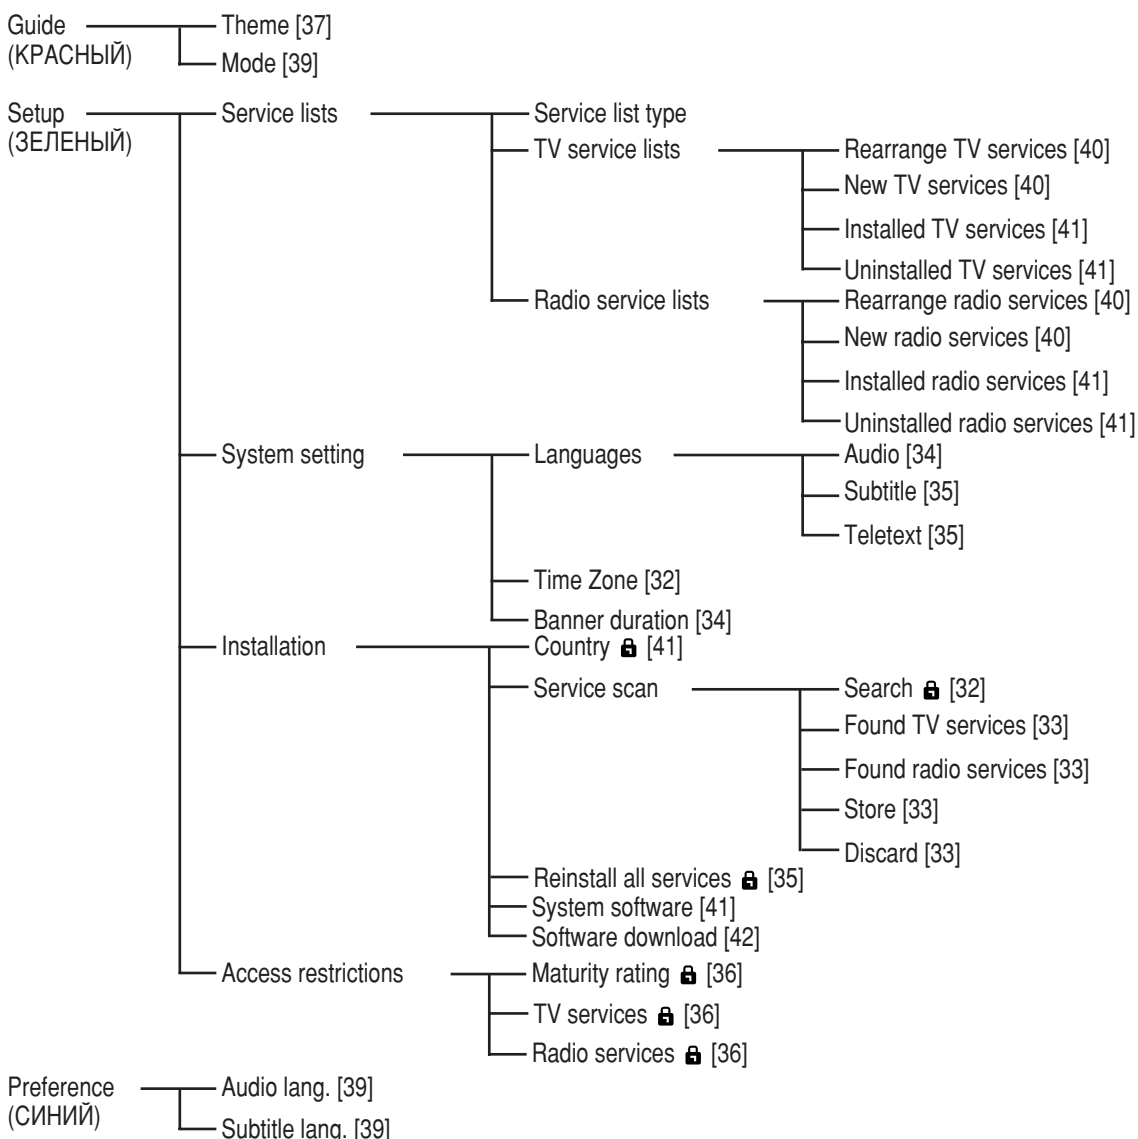 Guide Theme [37]
(КРАСНЫЙ)
Mode [39]
Setup Service lists Service list type
(ЗЕЛЕНЫЙ)
TV service lists Rearrange TV services [40]
New TV services [40]
Installed TV services [41]
Uninstalled TV services [41]
Radio service lists Rearrange radio services [40]
New radio services [40]
Installed radio services [41]
Uninstalled radio services [41]
System setting Languages Audio [34]
Subtitle [35]
Teletext [35]
Time Zone [32]
Banner duration [34]
Installation Country [41]
Service scan Search [32]
Found TV services [33]
Found radio services [33]
Store [33]
Discard [33]
Reinstall all services [35]
System software [41]
Software download [42]
Access restrictions Maturity rating [36]
TV services [36]
Radio services [36]
Preference Audio lang. [39]
(СИНИЙ)
Subtitle lang. [39]